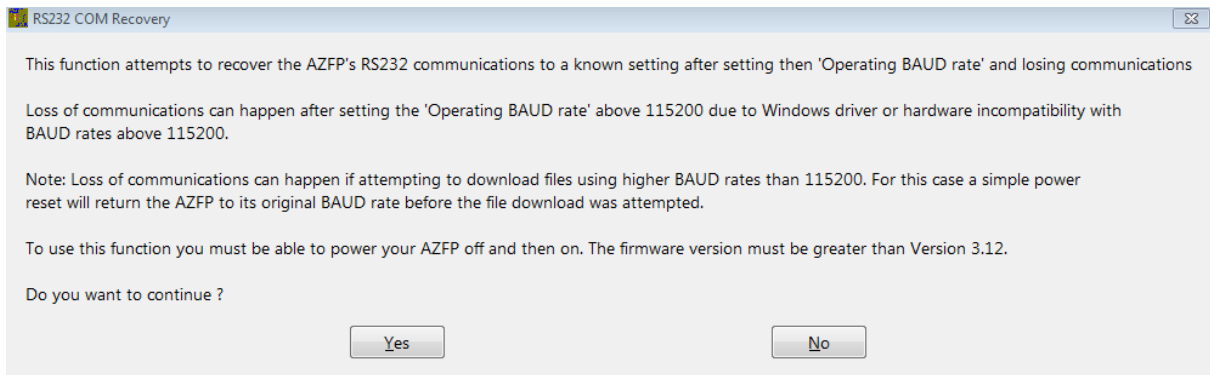 RS232 COM Recovery
This function attempts to recover the AZFP's RS232 communications to a known setting after setting then 'Operating BAUD rate' and losing communications
Loss of communications can happen after setting the 'Operating BAUD rate' above 115200 due to Windows driver or hardware incompatibility with
BAUD rates above 115200.
Note: Loss of communications can happen if attempting to download files using higher BAUD rates than 115200. For this case a simple power
reset will return the AZFP to its original BAUD rate before the file download was attempted.
To use this function you must be able to power your AZFP off and then on. The firmware version must be greater than Version 3.12.
Do you want to continue ?
Yes
No